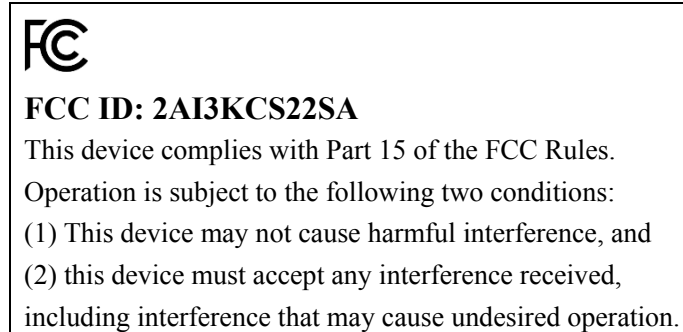 FC
FCC ID: 2AI3KCS22SA
This device complies with Part 15 of the FCC Rules.
Operation is subject to the following two conditions:
(1) This device may not cause harmful interference, and
(2) this device must accept any interference received,
including interference that may cause undesired operation.